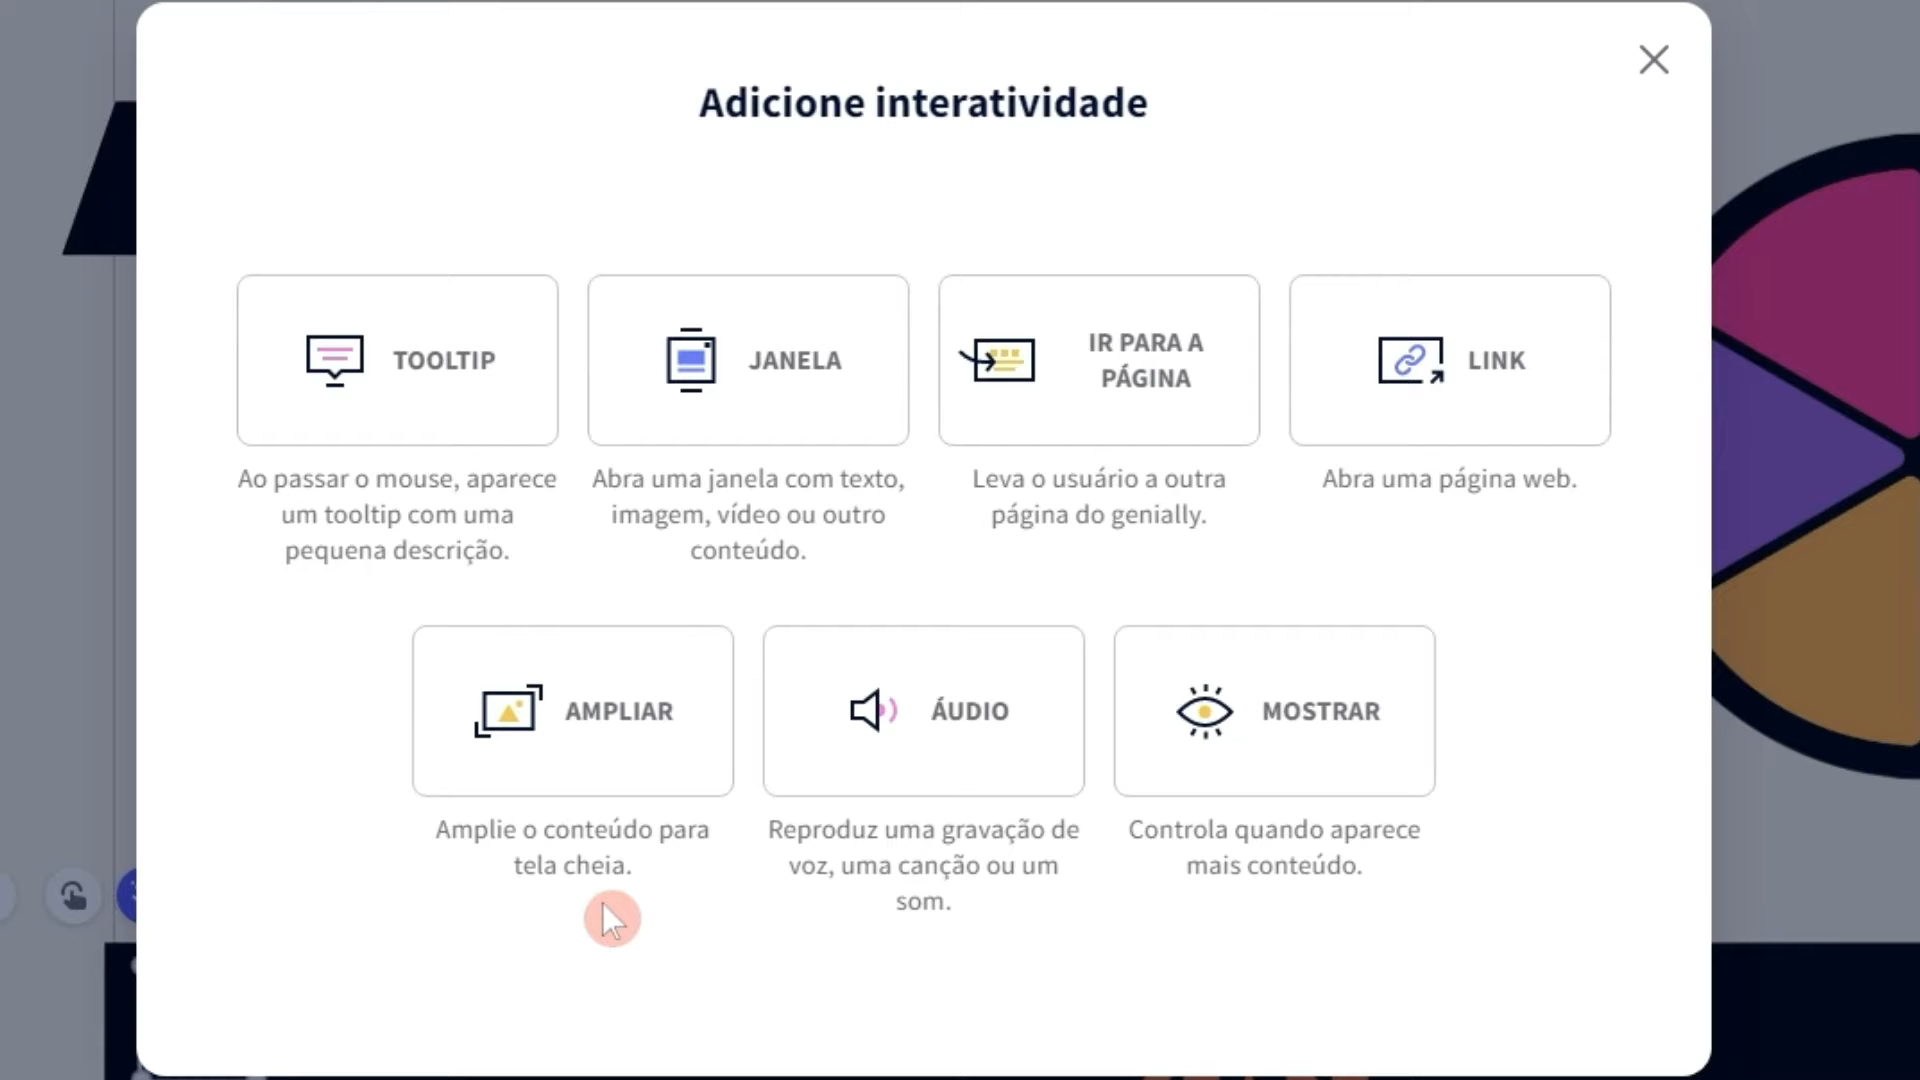 Adicione interatividade
TOOLTIP
Ao passar o mouse, aparece
um tooltip com uma
pequena descrição.
JANELA
Abra uma janela com texto,
imagem, vídeo ou outro
conteúdo.
IR PARA A
PÁGINA
Leva o usuário a outra
página do genially.
LINK
Abra uma página web.
AMPLIAR
Amplie o conteúdo para
tela cheia.
ÁUDIO
Reproduz uma gravação de
voz, uma canção ou um
som.
MOSTRAR
Controla quando aparece
mais conteúdo.